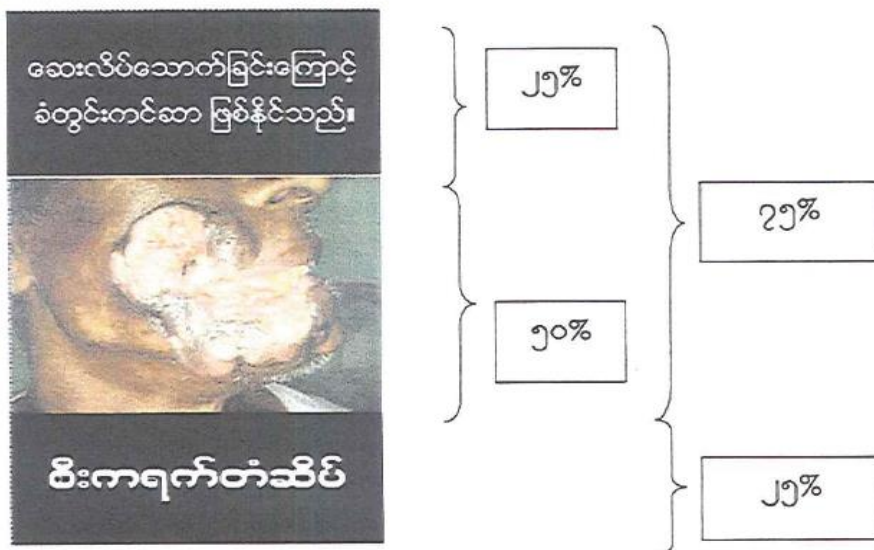 ဆေးလိပ်သောက်ခြင်းကြောင့်
ခံတွင်းကင်ဆာ ဖြစ်နိုင်သည်။
၂၅%
၇၅%
၅၀%
စီးကရက်တံဆိပ်
၂၅%